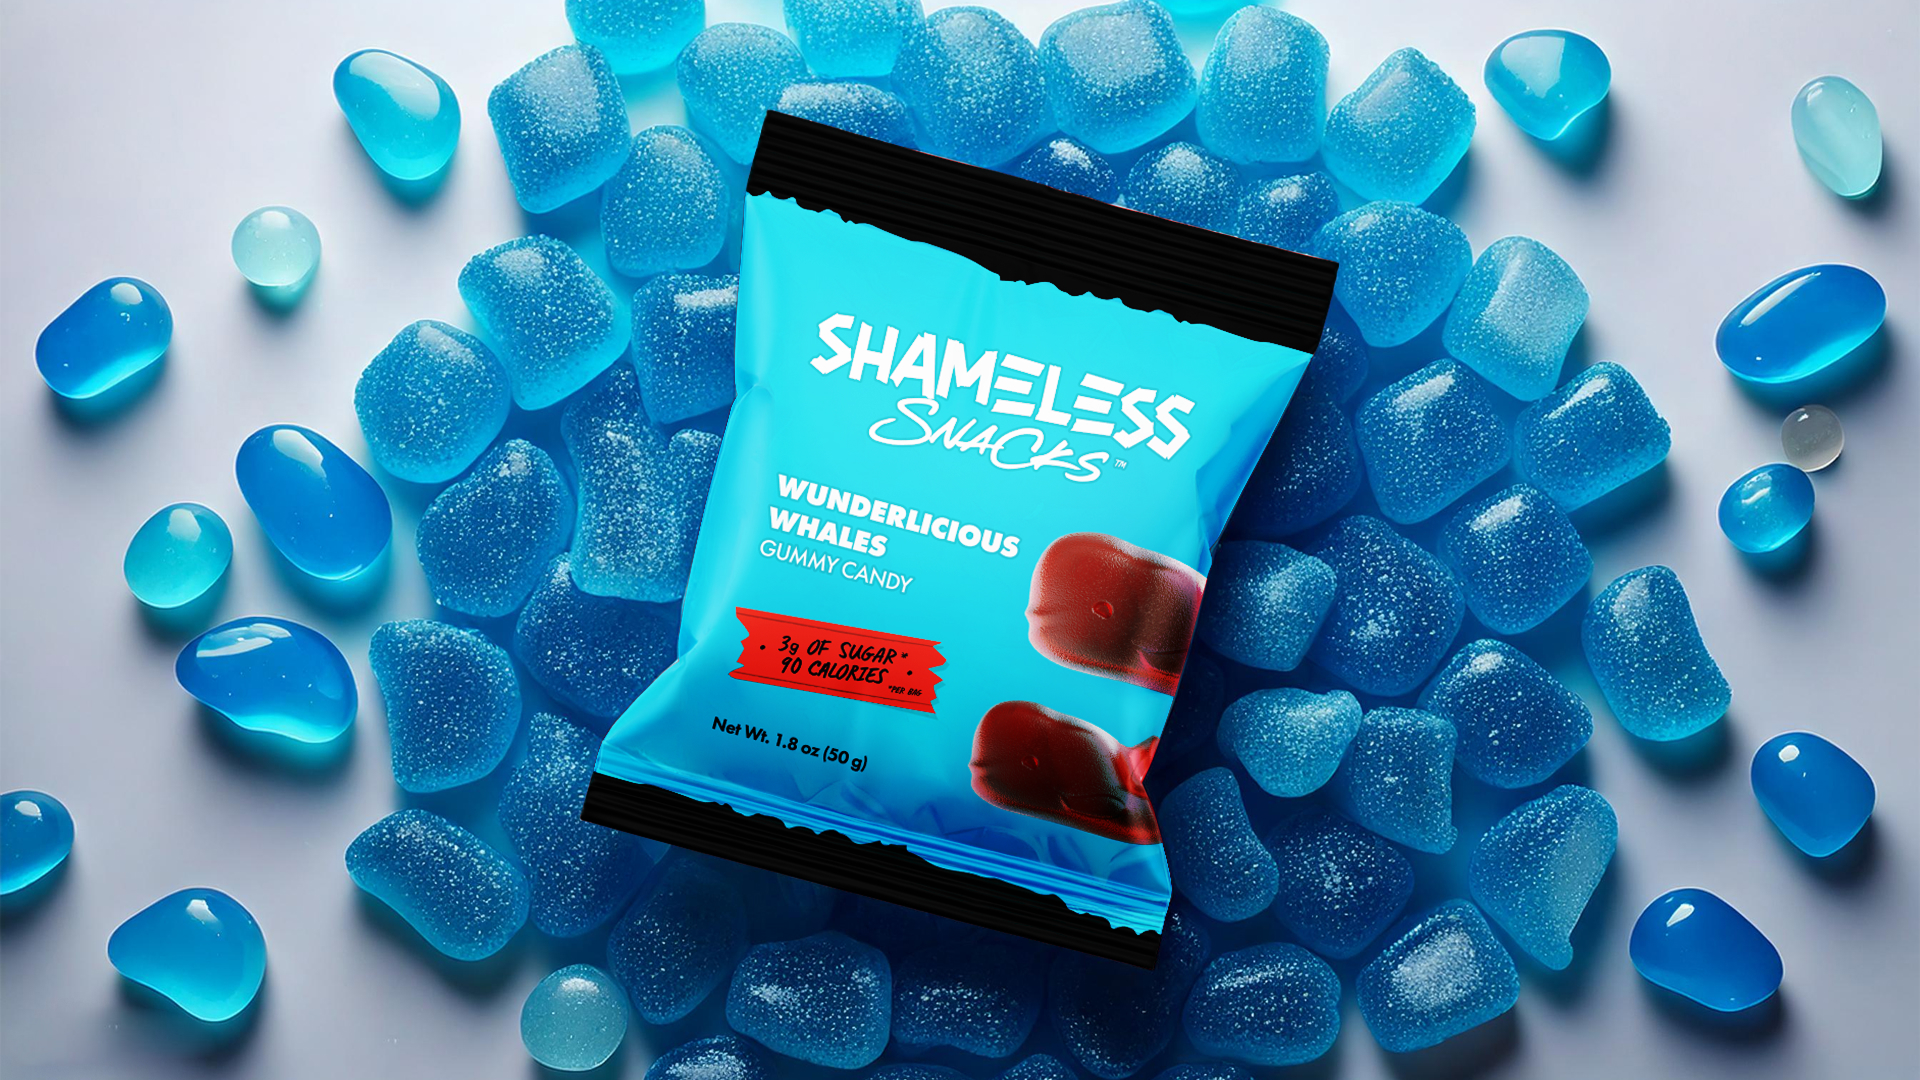 SHAMELESS
SNACKS™
WUNDERLICIOUS
WHALES
GUMMY CANDY
3g OF SUGAR*
90 CALORIES
*PER BAG
Net Wt. 1.8 oz (50 g)